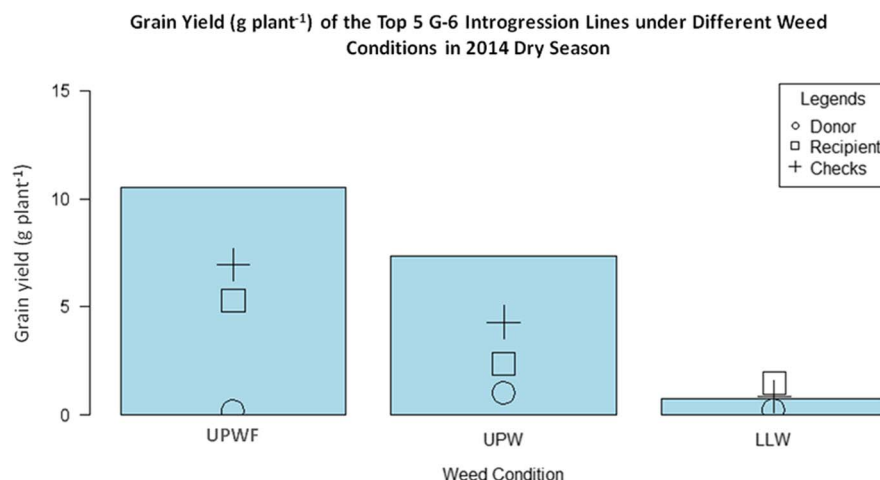 Grain Yield (g plant⁻¹) of the Top 5 G-6 Introgression Lines under Different Weed
Conditions in 2014 Dry Season
Grain yield (g plant⁻¹)
15
10
5
0
Legends
Donor
Recipient
Checks
UPWF
UPW
LLW
Weed Condition